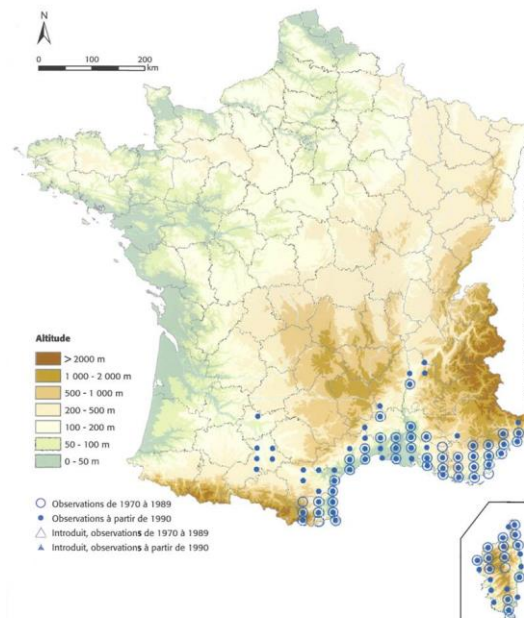 N
0 100 200
km
Altitude
> 2000 m
1 000 - 2 000 m
500 - 1 000 m
200 - 500 m
100 - 200 m
50 - 100 m
0 - 50 m
Observations de 1970 à 1989
Observations à partir de 1990
Introduit, observations de 1970 à 1989
Introduit, observations à partir de 1990